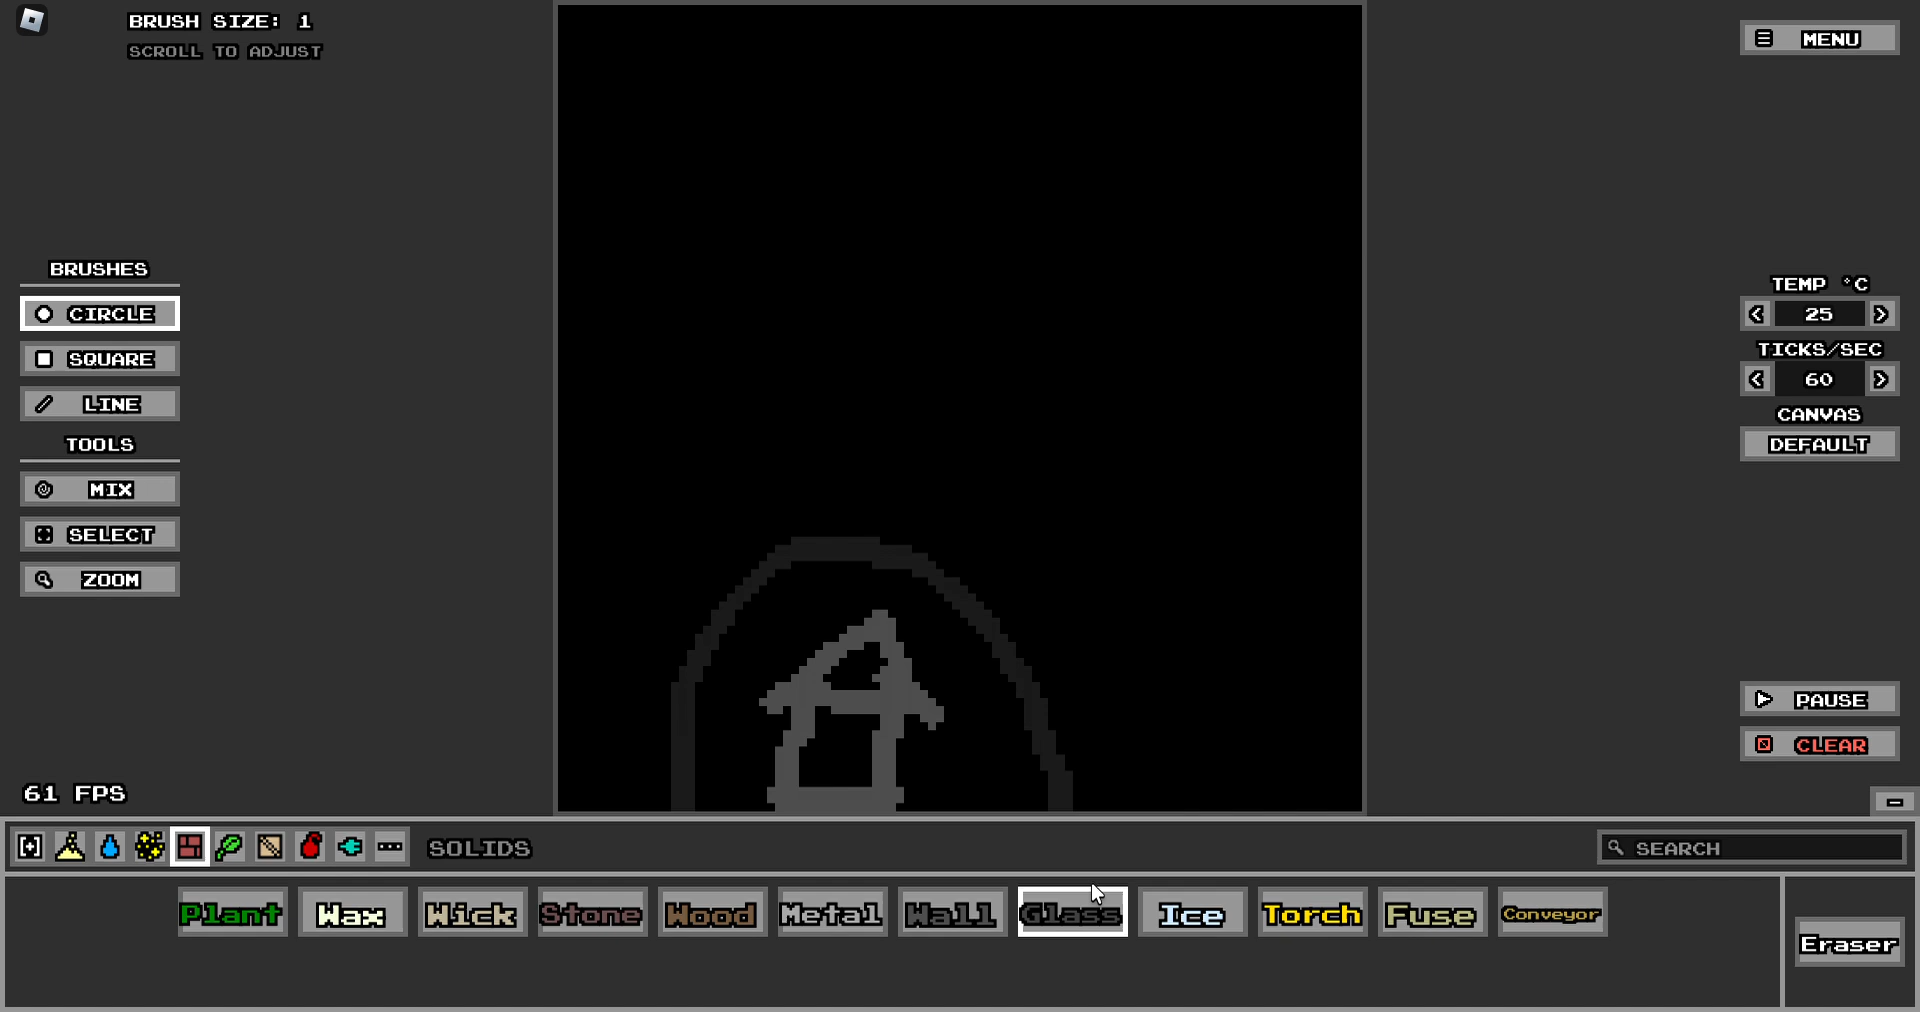 BRUSH SIZE: 1
SCROLL TO ADJUST
MENU
BRUSHES
CIRCLE
SQUARE
LINE
TOOLS
MIX
SELECT
ZOOM
TEMP °C
25
TICKS/SEC
60
CANVAS
DEFAULT
PAUSE
CLEAR
61 FPS
SOLIDS
SEARCH
Plant Wax Wick Stone Wood Metal Wall Glass Ice Torch Fuse Conveyor
Eraser